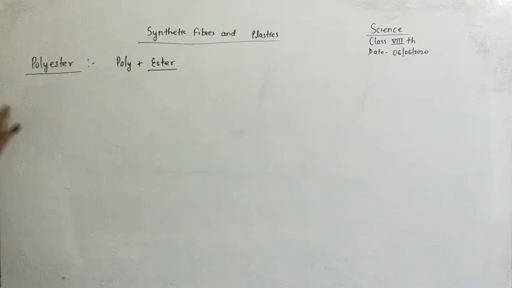 Synthetic Fibres and Plastics
Science
Class VIII th
Date- 06/06/2020
Polyester :- Poly + Ester